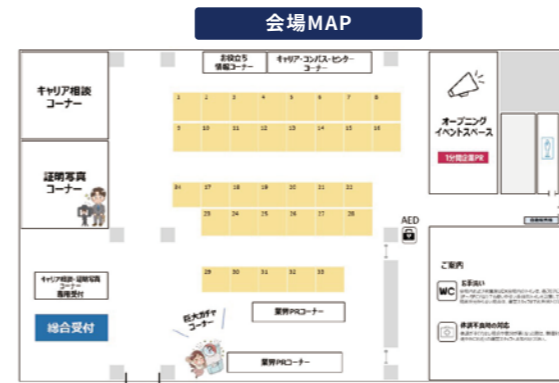 会場MAP
お役立ち
情報コーナー
キャリア・コンパス・センター
コーナー
キャリア相談
コーナー
1 2 3 4 5 6 7 8
9 10 11 12 13 14 15 16
オープニング
イベントスペース
1分間企業PR
証明写真
コーナー
34 17 18 19 20 21 22
23 24 25 26 27 28
AED
キャリア相談・証明写真
コーナー
専用受付
総合受付
29 30 31 32 33
巨大ガチャ
コーナー
業界PRコーナー
業界PRコーナー
ご案内
WC
お手洗い
体調不良時の対応